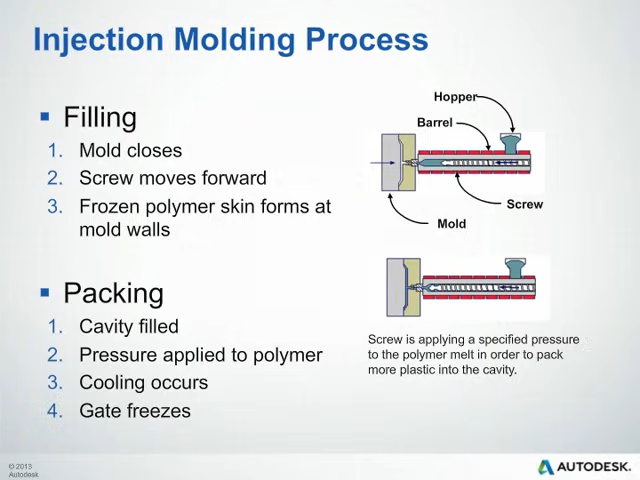 Injection Molding Process
▪ Filling
1. Mold closes
2. Screw moves forward
3. Frozen polymer skin forms at
mold walls
▪ Packing
1. Cavity filled
2. Pressure applied to polymer
3. Cooling occurs
4. Gate freezes
Hopper
Barrel
Screw
Mold
Screw is applying a specified pressure
to the polymer melt in order to pack
more plastic into the cavity.
© 2013
Autodesk
AUTODESK.